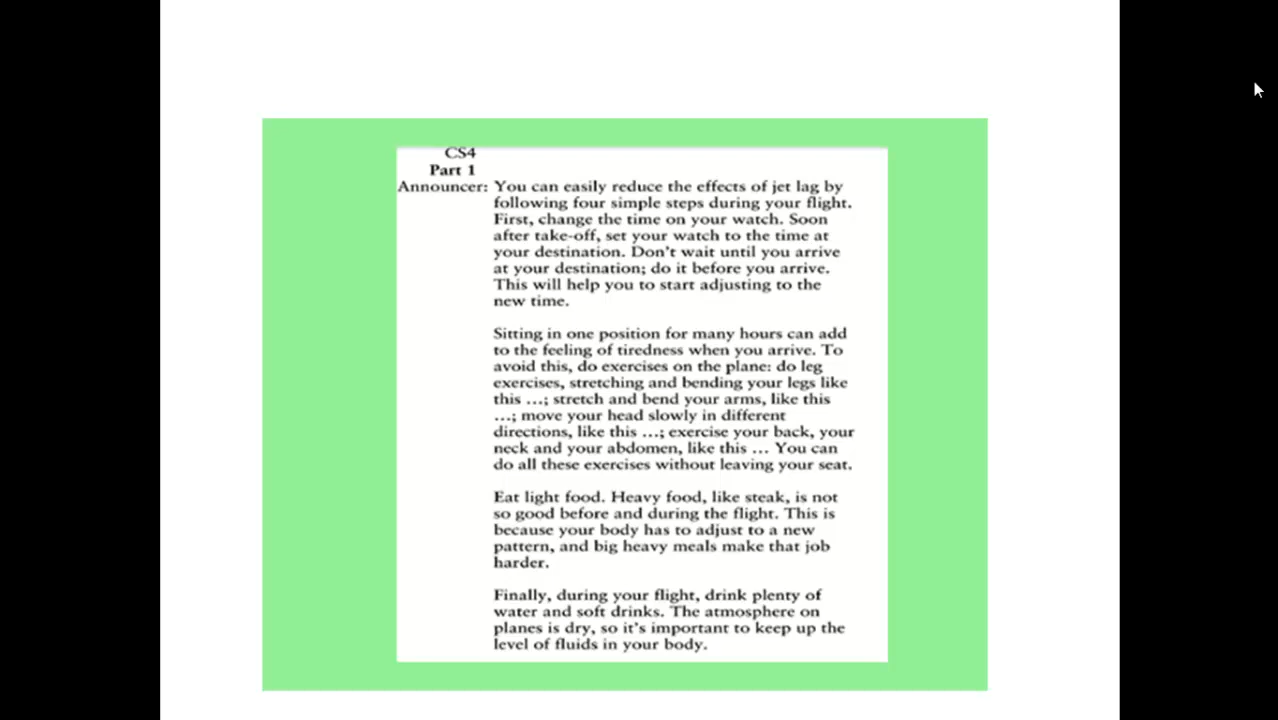 CS4
Part 1
Announcer: You can easily reduce the effects of jet lag by
following four simple steps during your flight.
First, change the time on your watch. Soon
after take-off, set your watch to the time at
your destination. Don't wait until you arrive
at your destination; do it before you arrive.
This will help you to start adjusting to the
new time.
Sitting in one position for many hours can add
to the feeling of tiredness when you arrive. To
avoid this, do exercises on the plane: do leg
exercises, stretching and bending your legs like
this ...; stretch and bend your arms, like this
...; move your head slowly in different
directions, like this ...; exercise your back, your
neck and your abdomen, like this ... You can
do all these exercises without leaving your seat.
Eat light food. Heavy food, like steak, is not
so good before and during the flight. This is
because your body has to adjust to a new
pattern, and big heavy meals make that job
harder.
Finally, during your flight, drink plenty of
water and soft drinks. The atmosphere on
planes is dry, so it's important to keep up the
level of fluids in your body.